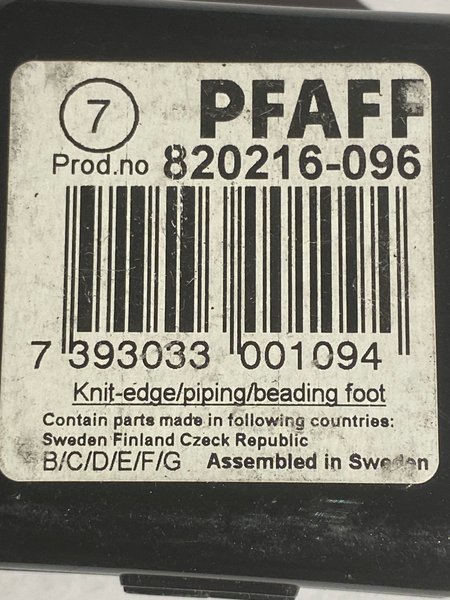 7 PFAFF
Prod.no 820216-096
7 393033 001094
Knit-edge/piping/beading foot
Contain parts made in following countries:
Sweden Finland Czeck Republic
B/C/D/E/F/G Assembled in Sweden